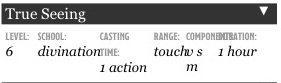 True Seeing ▼
LEVEL: SCHOOL: CASTING TIME: RANGE: COMPONENTS: DURATION:
6 divination 1 action touch v s m 1 hour